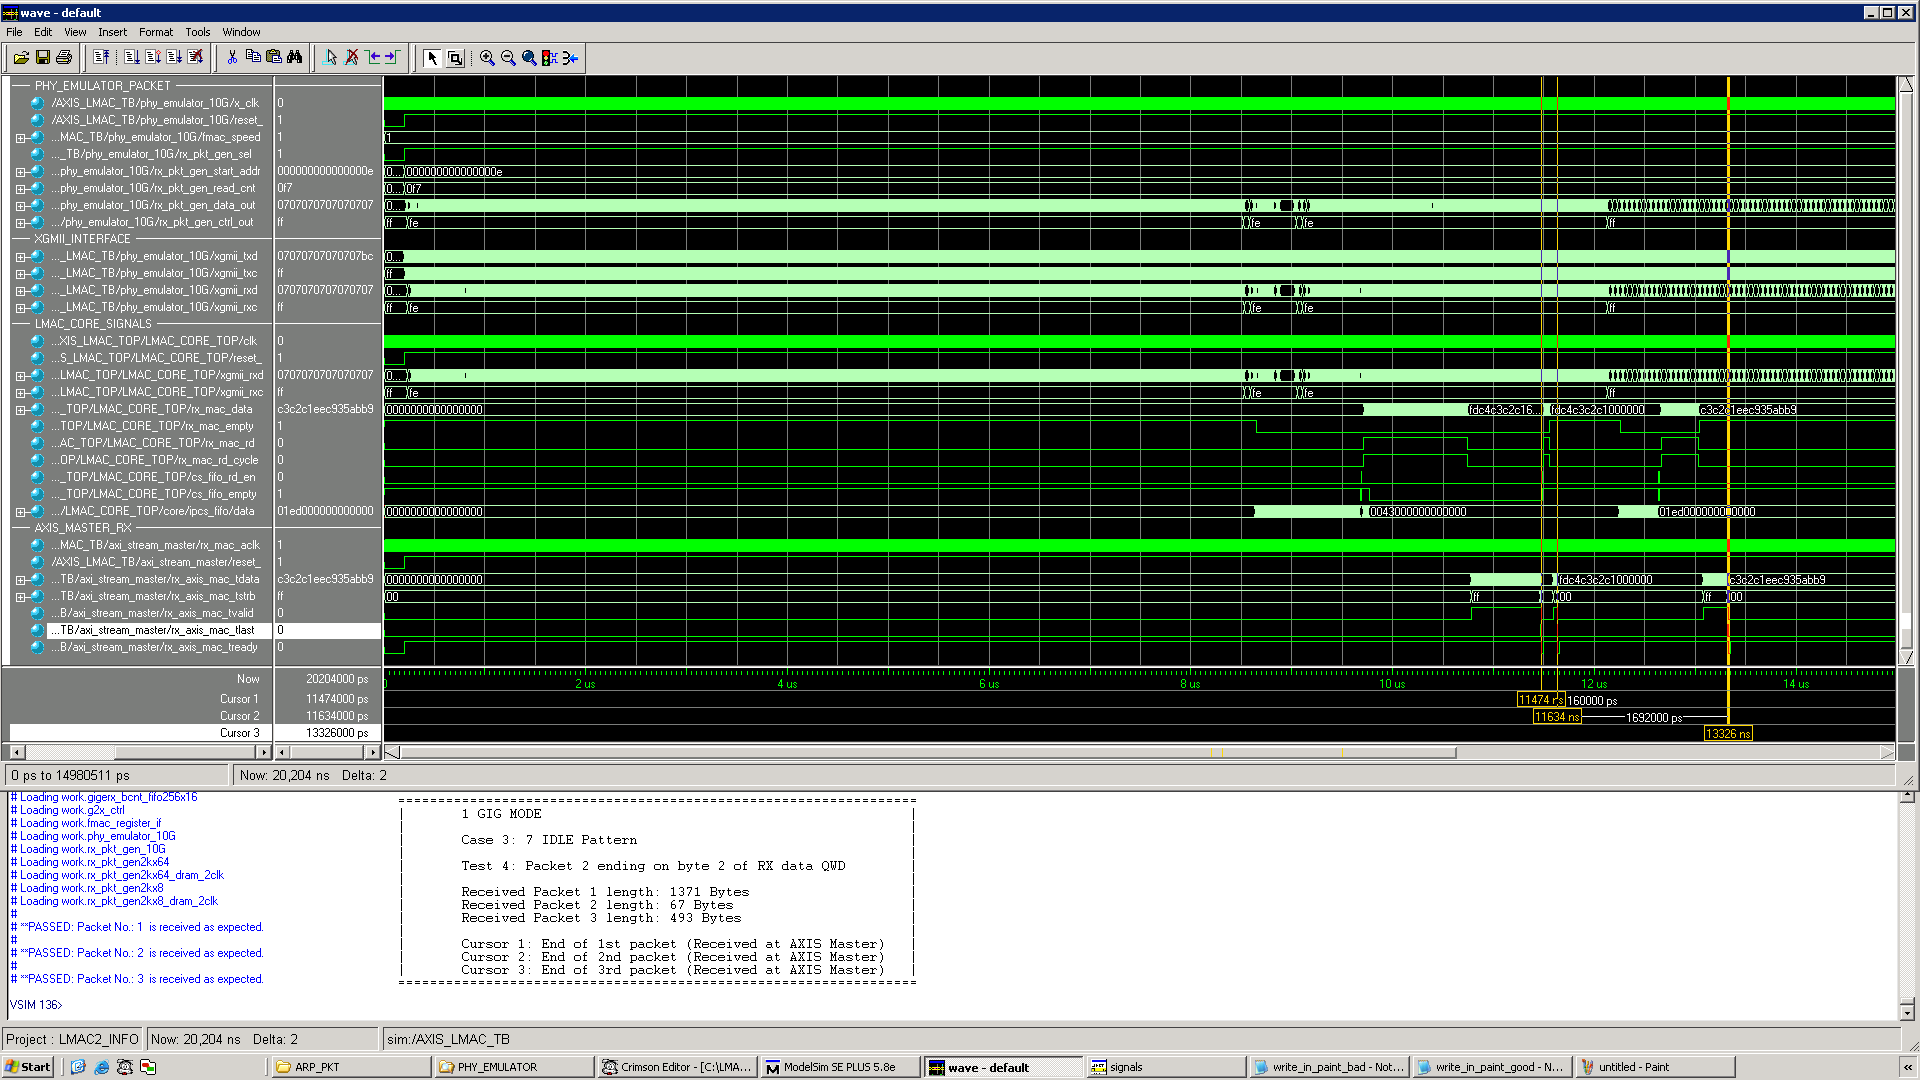 wave - default
File Edit View Insert Format Tools Window
PHY_EMULATOR_PACKET
/AXIS_LMAC_TB/phy_emulator_10G/x_clk 0
/AXIS_LMAC_TB/phy_emulator_10G/reset_ 1
...MAC_TB/phy_emulator_10G/fmac_speed 1 1
..._TB/phy_emulator_10G/rx_pkt_gen_sel 1
...phy_emulator_10G/rx_pkt_gen_start_addr 000000000000000e 0... 000000000000000e
...phy_emulator_10G/rx_pkt_gen_read_cnt 0f7 0... 0f7
...phy_emulator_10G/rx_pkt_gen_data_out 0707070707070707 0...
.../phy_emulator_10G/rx_pkt_gen_ctrl_out ff ff fe fe fe ff
XGMII_INTERFACE
..._LMAC_TB/phy_emulator_10G/xgmii_txd 07070707070707bc 0...
..._LMAC_TB/phy_emulator_10G/xgmii_txc ff ff
..._LMAC_TB/phy_emulator_10G/xgmii_rxd 0707070707070707 0...
..._LMAC_TB/phy_emulator_10G/xgmii_rxc ff ff fe fe fe ff
LMAC_CORE_SIGNALS
...XIS_LMAC_TOP/LMAC_CORE_TOP/clk 0
...S_LMAC_TOP/LMAC_CORE_TOP/reset_ 1
...LMAC_TOP/LMAC_CORE_TOP/xgmii_rxd 0707070707070707 0...
...LMAC_TOP/LMAC_CORE_TOP/xgmii_rxc ff ff fe fe fe ff
..._TOP/LMAC_CORE_TOP/rx_mac_data c3c2c1eec935abb9 0000000000000000 fdc4c3c2c16... fdc4c3c2c1000000 c3c2c1eec935abb9
...TOP/LMAC_CORE_TOP/rx_mac_empty 1
...AC_TOP/LMAC_CORE_TOP/rx_mac_rd 0
...OP/LMAC_CORE_TOP/rx_mac_rd_cycle 0
..._TOP/LMAC_CORE_TOP/cs_fifo_rd_en 0
..._TOP/LMAC_CORE_TOP/cs_fifo_empty 1
.../LMAC_CORE_TOP/core/ipcs_fifo/data 01ed000000000000 0000000000000000 0043000000000000 01ed000000000000
AXIS_MASTER_RX
...MAC_TB/axi_stream_master/rx_mac_aclk 1
/AXIS_LMAC_TB/axi_stream_master/reset_ 1
...TB/axi_stream_master/rx_axis_mac_tdata c3c2c1eec935abb9 0000000000000000 fdc4c3c2c1000000 c3c2c1eec935abb9
...TB/axi_stream_master/rx_axis_mac_tstrb ff 00 ff 00 ff 00
...B/axi_stream_master/rx_axis_mac_tvalid 0
...TB/axi_stream_master/rx_axis_mac_tlast 0
...B/axi_stream_master/rx_axis_mac_tready 0
Now 20204000 ps 2 us 4 us 6 us 8 us 10 us 12 us 14 us
Cursor 1 11474000 ps 11474 ns 160000 ps
Cursor 2 11634000 ps 11634 ns 1692000 ps
Cursor 3 13326000 ps 13326 ns
0 ps to 14980511 ps Now: 20,204 ns Delta: 2
# Loading work.gigerx_bcnt_fifo256x16
# Loading work.g2x_ctrl
# Loading work.fmac_register_if
# Loading work.phy_emulator_10G
# Loading work.rx_pkt_gen_10G
# Loading work.rx_pkt_gen2kx64
# Loading work.rx_pkt_gen2kx64_dram_2clk
# Loading work.rx_pkt_gen2kx8
# Loading work.rx_pkt_gen2kx8_dram_2clk
#
# **PASSED: Packet No.: 1 is received as expected.
#
# **PASSED: Packet No.: 2 is received as expected.
#
# **PASSED: Packet No.: 3 is received as expected.
VSIM 136>
1 GIG MODE
Case 3: 7 IDLE Pattern
Test 4: Packet 2 ending on byte 2 of RX data QWD
Received Packet 1 length: 1371 Bytes
Received Packet 2 length: 67 Bytes
Received Packet 3 length: 493 Bytes
Cursor 1: End of 1st packet (Received at AXIS Master)
Cursor 2: End of 2nd packet (Received at AXIS Master)
Cursor 3: End of 3rd packet (Received at AXIS Master)
Project : LMAC2_INFO Now: 20,204 ns Delta: 2 sim:/AXIS_LMAC_TB
Start ARP_PKT PHY_EMULATOR Crimson Editor - [C:\LMA... ModelSim SE PLUS 5.8e wave - default signals write_in_paint_bad - Not... write_in_paint_good - N... untitled - Paint